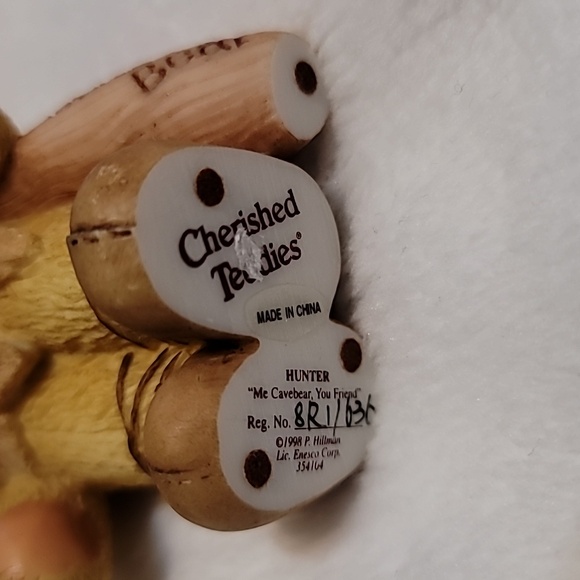 Cherished
Teddies®
MADE IN CHINA
HUNTER
"Me Cavebear, You Friend"
Reg. No. 8R1/636
©1998 P. Hillman
Lic. Enesco Corp.
354104